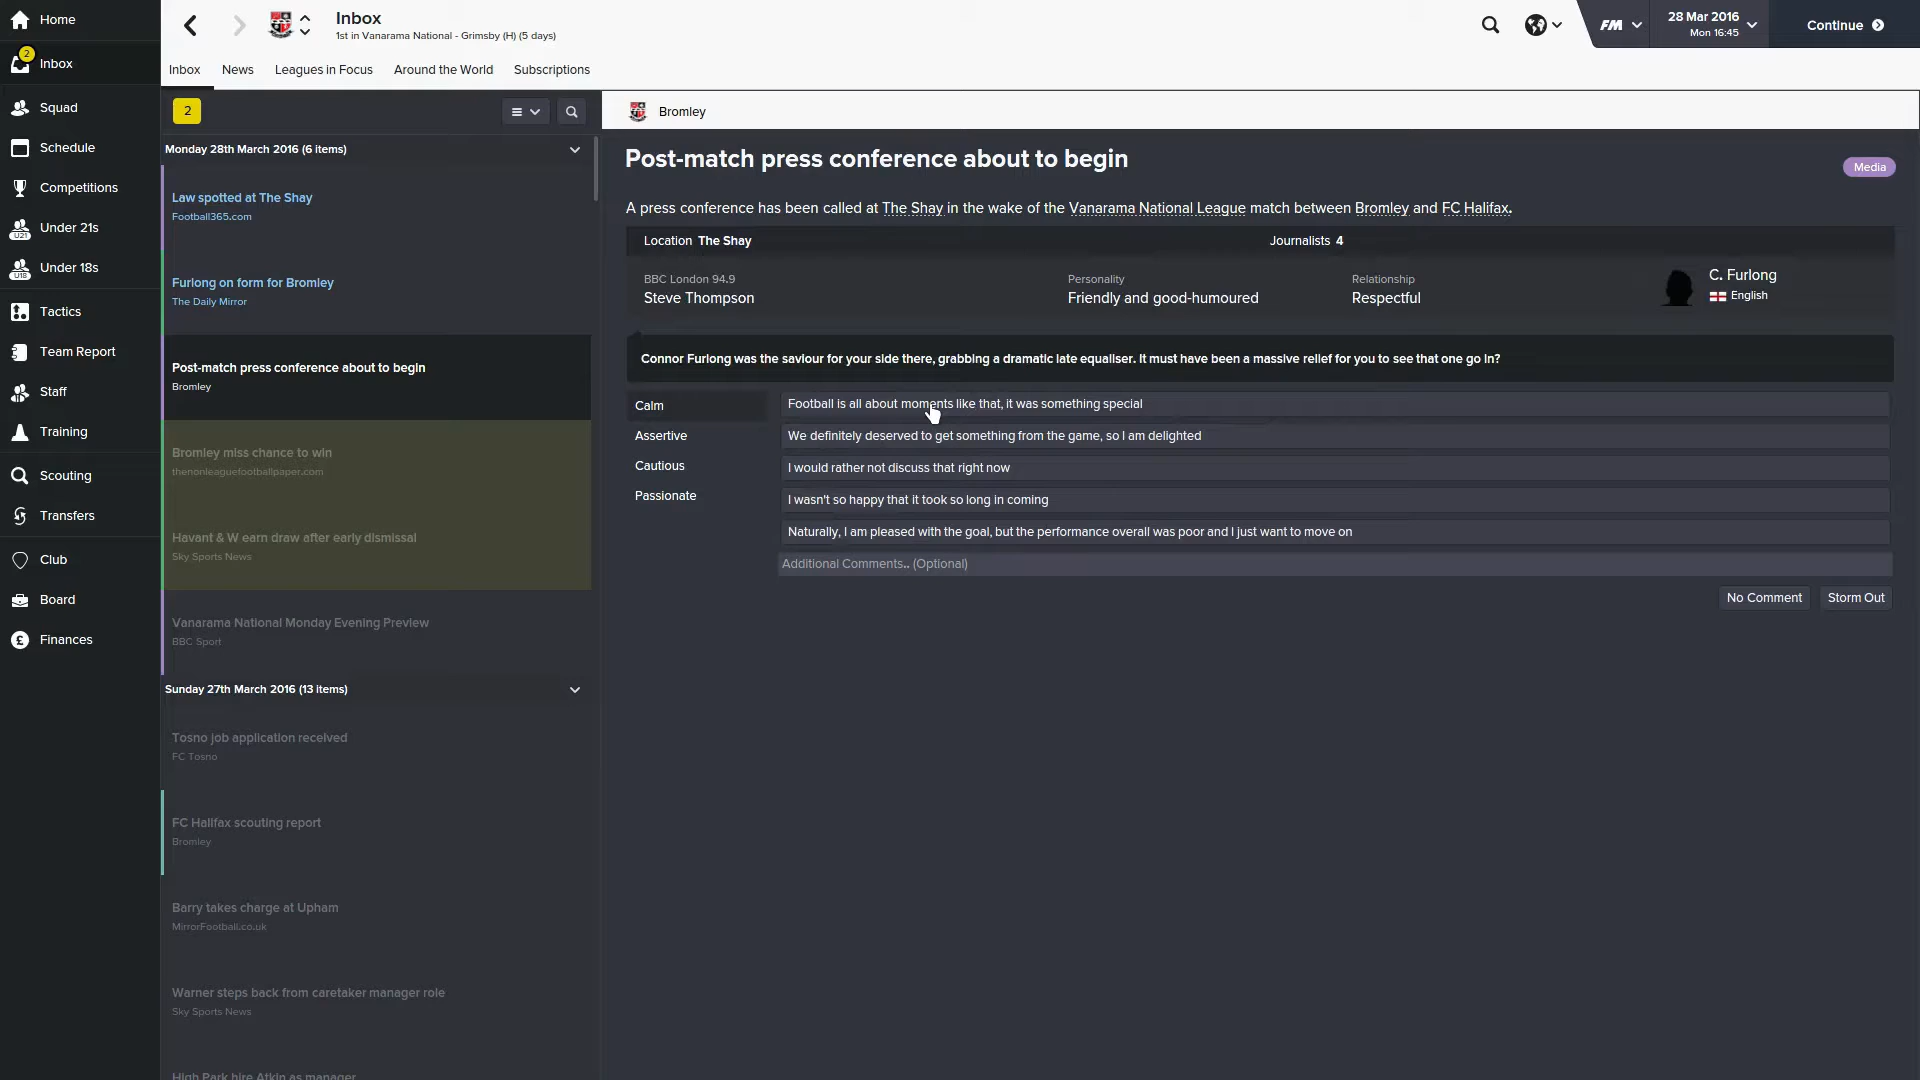 Home
2
Inbox
Squad
Schedule
Competitions
U21
Under 21s
U18
Under 18s
Tactics
Team Report
Staff
Training
Scouting
Transfers
Club
Board
£
Finances
Inbox
1st in Vanarama National - Grimsby (H) (5 days)
FM
28 Mar 2016
Mon 16:45
Continue
Inbox
News
Leagues in Focus
Around the World
Subscriptions
2
Monday 28th March 2016 (6 items)
Law spotted at The Shay
Football365.com
Furlong on form for Bromley
The Daily Mirror
Post-match press conference about to begin
Bromley
Bromley miss chance to win
thenonleaguefootballpaper.com
Havant & W earn draw after early dismissal
Sky Sports News
Vanarama National Monday Evening Preview
BBC Sport
Sunday 27th March 2016 (13 items)
Tosno job application received
FC Tosno
FC Halifax scouting report
Bromley
Barry takes charge at Upham
MirrorFootball.co.uk
Warner steps back from caretaker manager role
Sky Sports News
High Park hire Atkin as manager
Bromley
Post-match press conference about to begin
Media
A press conference has been called at The Shay in the wake of the Vanarama National League match between Bromley and FC Halifax.
Location The Shay
Journalists 4
BBC London 94.9
Steve Thompson
Personality
Friendly and good-humoured
Relationship
Respectful
C. Furlong
English
Connor Furlong was the saviour for your side there, grabbing a dramatic late equaliser. It must have been a massive relief for you to see that one go in?
Calm
Assertive
Cautious
Passionate
Football is all about moments like that, it was something special
We definitely deserved to get something from the game, so I am delighted
I would rather not discuss that right now
I wasn't so happy that it took so long in coming
Naturally, I am pleased with the goal, but the performance overall was poor and I just want to move on
Additional Comments.. (Optional)
No Comment
Storm Out